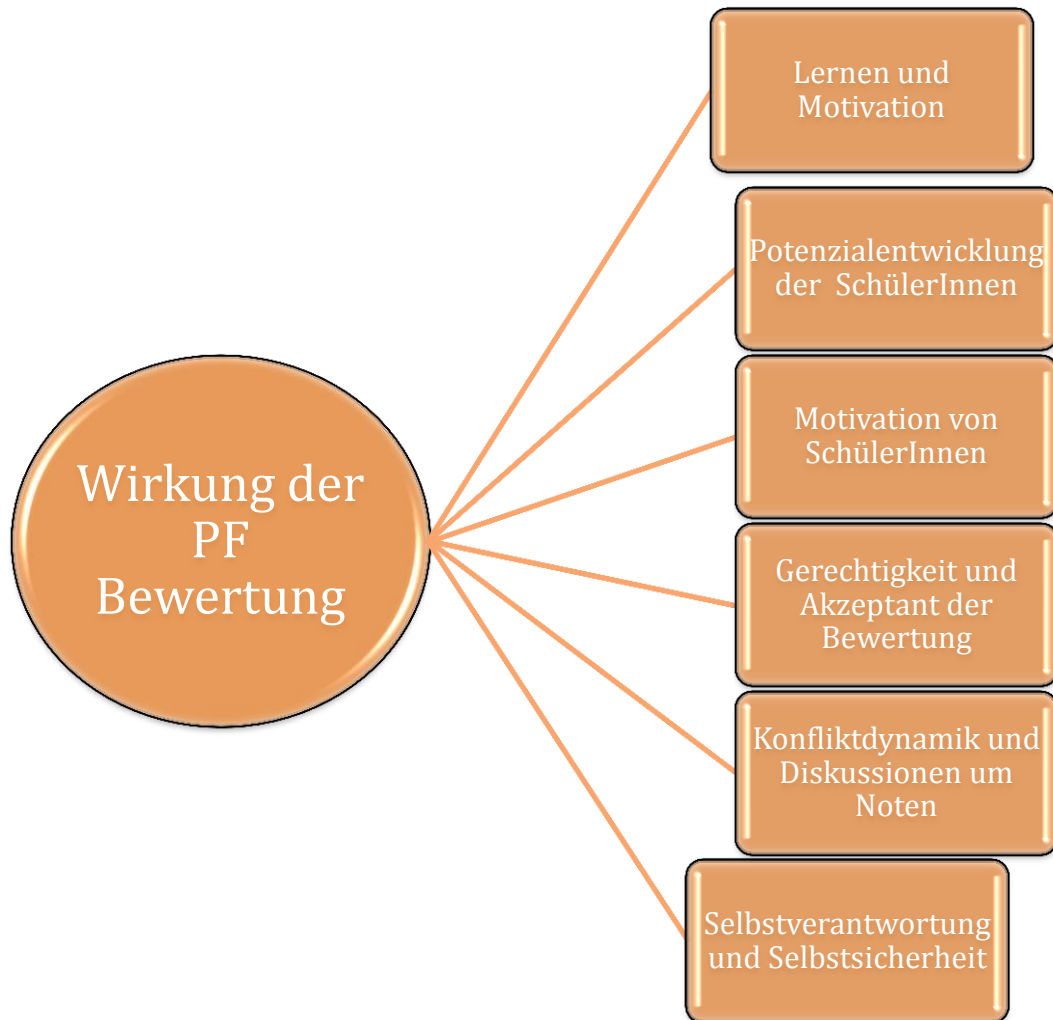 Wirkung der
PF
Bewertung
Lernen und
Motivation
Potenzialentwicklung
der SchülerInnen
Motivation von
SchülerInnen
Gerechtigkeit und
Akzeptant der
Bewertung
Konfliktdynamik und
Diskussionen um
Noten
Selbstverantwortung
und Selbstsicherheit